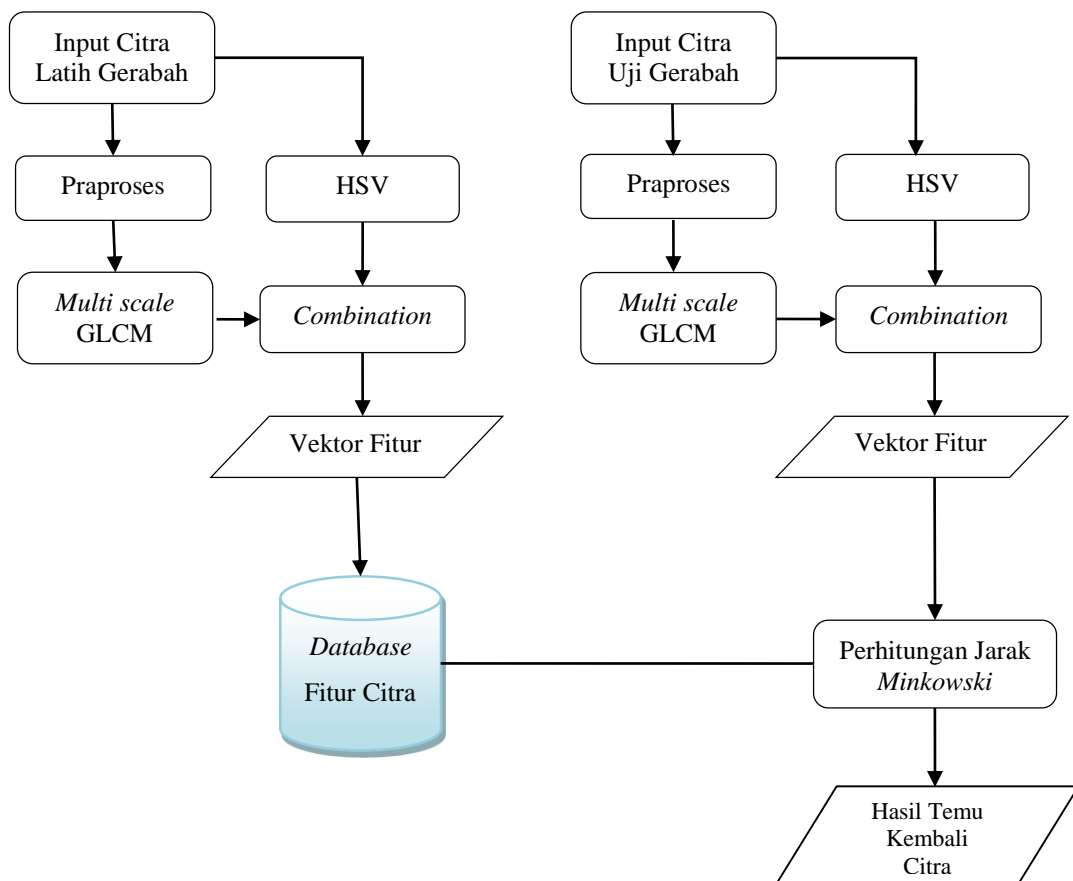 Input Citra
Latih Gerabah
Praproses
HSV
Multi scale
GLCM
Combination
Vektor Fitur
Database
Fitur Citra
Input Citra
Uji Gerabah
Praproses
HSV
Multi scale
GLCM
Combination
Vektor Fitur
Perhitungan Jarak
Minkowski
Hasil Temu
Kembali
Citra